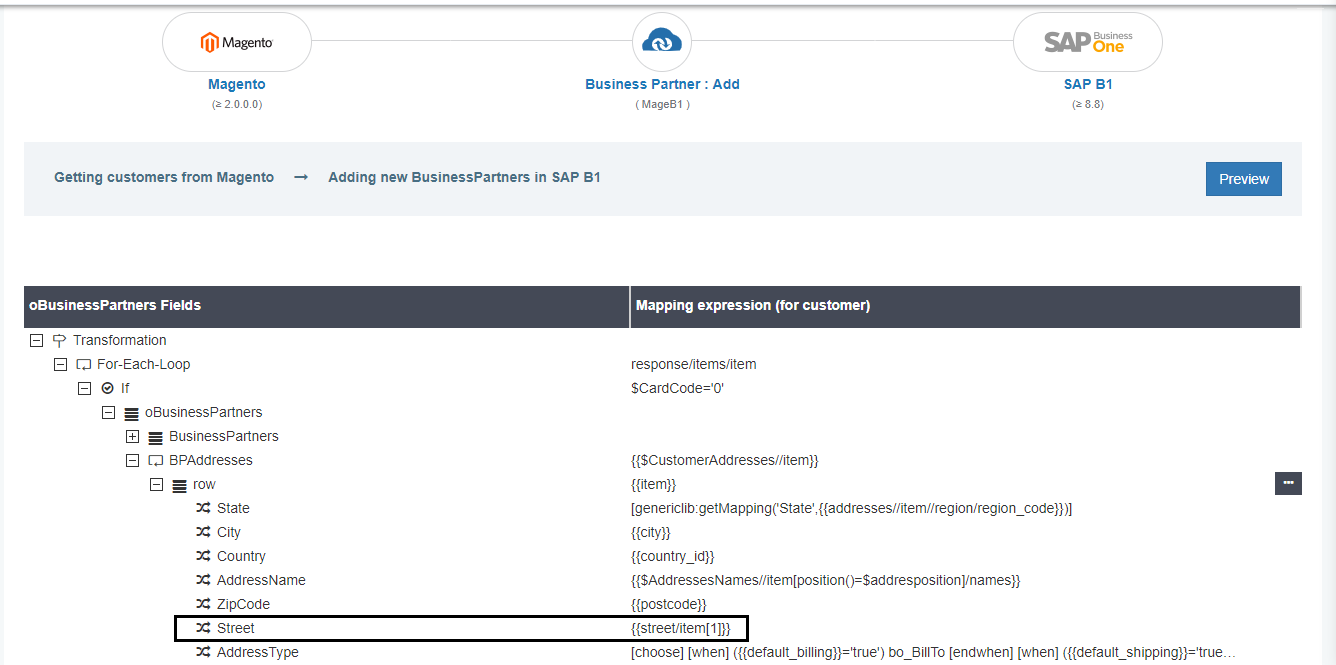 Magento
SAP Business One
Magento
(≥ 2.0.0.0)
Business Partner : Add
( MageB1 )
SAP B1
(≥ 8.8)
Getting customers from Magento → Adding new BusinessPartners in SAP B1
Preview
oBusinessPartners Fields Mapping expression (for customer)
Transformation
For-Each-Loop response/items/item
If $CardCode='0'
oBusinessPartners
BusinessPartners
BPAddresses {{$CustomerAddresses//item}}
row {{item}}
State [genericlib:getMapping('State',{{addresses//item//region/region_code}})]
City {{city}}
Country {{country_id}}
AddressName {{$AddressesNames//item[position()=$addresposition]/names}}
ZipCode {{postcode}}
Street {{street/item[1]}}
AddressType [choose] [when] ({{default_billing}}='true') bo_BillTo [endwhen] [when] ({{default_shipping}}='true...